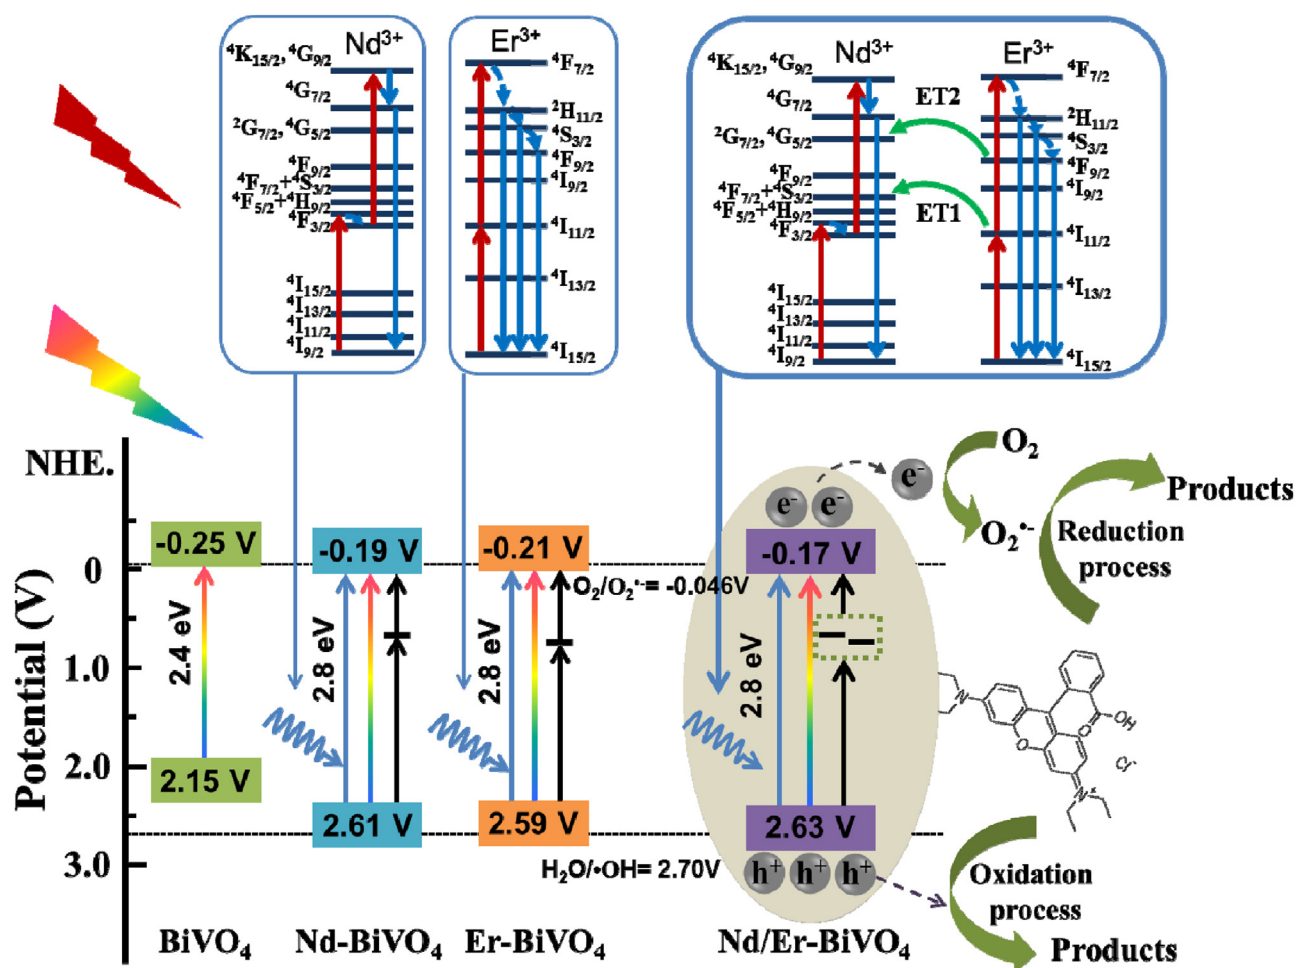 Nd³⁺
⁴K₁₅/₂, ⁴G₉/₂
⁴G₇/₂
²G₇/₂, ⁴G₅/₂
⁴F₉/₂
⁴F₇/₂+⁴S₃/₂
⁴F₅/₂+⁴H₉/₂
⁴F₃/₂
⁴I₁₅/₂
⁴I₁₃/₂
⁴I₁₁/₂
⁴I₉/₂
Er³⁺
⁴F₇/₂
²H₁₁/₂
⁴S₃/₂
⁴F₉/₂
⁴I₉/₂
⁴I₁₁/₂
⁴I₁₃/₂
⁴I₁₅/₂
Nd³⁺
⁴K₁₅/₂, ⁴G₉/₂
⁴G₇/₂
²G₇/₂, ⁴G₅/₂
⁴F₉/₂
⁴F₇/₂+⁴S₃/₂
⁴F₅/₂+⁴H₉/₂
⁴F₃/₂
⁴I₁₅/₂
⁴I₁₃/₂
⁴I₁₁/₂
⁴I₉/₂
ET2
ET1
Er³⁺
⁴F₇/₂
²H₁₁/₂
⁴S₃/₂
⁴F₉/₂
⁴I₉/₂
⁴I₁₁/₂
⁴I₁₃/₂
⁴I₁₅/₂
NHE.
Potential (V)
0
1.0
2.0
3.0
-0.25 V
2.4 eV
2.15 V
BiVO₄
-0.19 V
2.8 eV
2.61 V
Nd-BiVO₄
-0.21 V
2.8 eV
2.59 V
Er-BiVO₄
O₂/O₂•-= -0.046V
H₂O/•OH= 2.70V
e⁻ e⁻ e⁻
-0.17 V
2.8 eV
2.63 V
h⁺ h⁺ h⁺
Nd/Er-BiVO₄
O₂
O₂•-
Products
Reduction
process
N
O
O
OH
Cl⁻
N⁺
Oxidation
process
Products